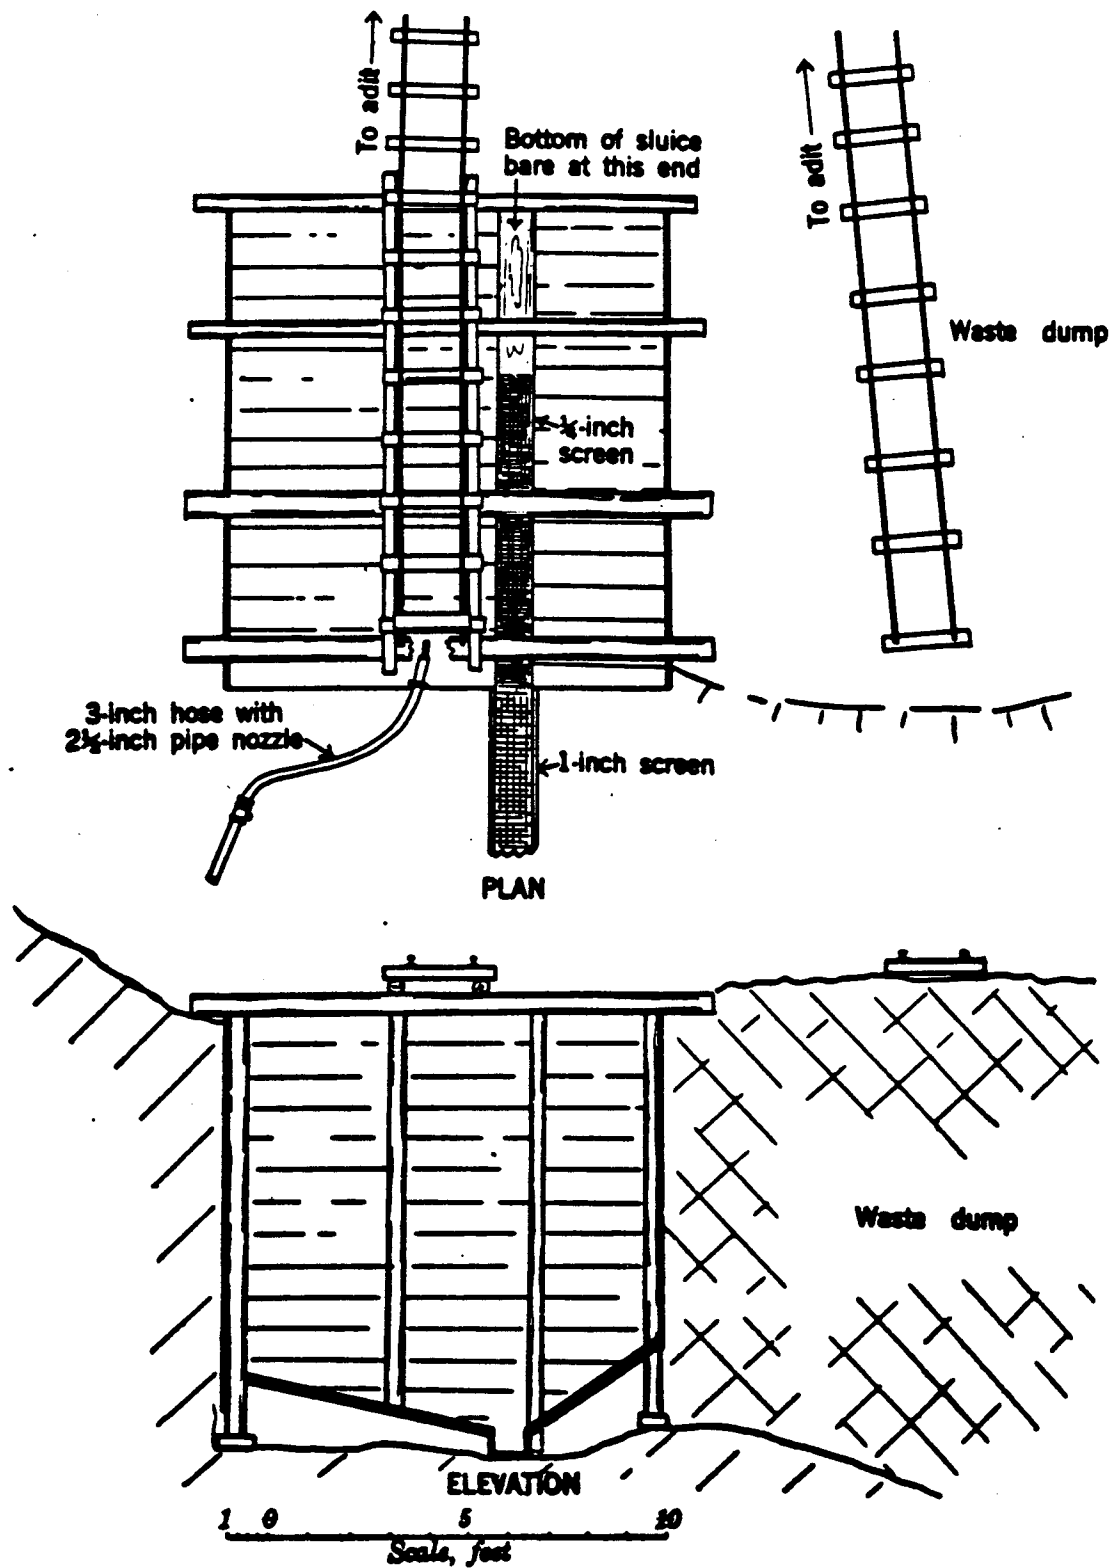 To adit
Bottom of sluice
bare at this end
To adit
Waste dump
¼-inch
screen
3-inch hose with
2½-inch pipe nozzle
1-inch screen
PLAN
Waste dump
ELEVATION
1 0 5 10
Scale, feet